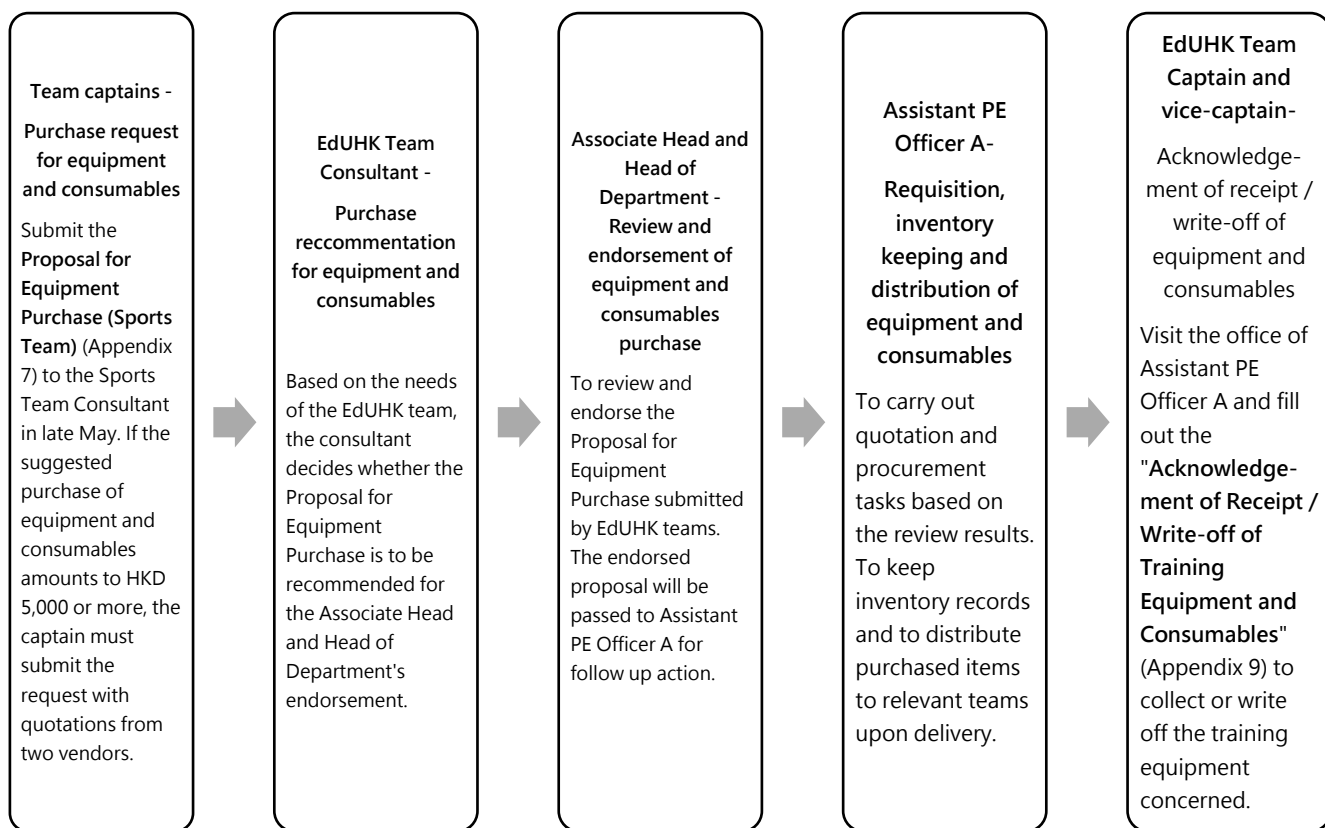 Team captains -
Purchase request
for equipment
and consumables
Submit the
Proposal for
Equipment
Purchase (Sports
Team) (Appendix
7) to the Sports
Team Consultant
in late May. If the
suggested
purchase of
equipment and
consumables
amounts to HKD
5,000 or more, the
captain must
submit the
request with
quotations from
two vendors.
EdUHK Team
Consultant -
Purchase
reccommentation
for equipment and
consumables
Based on the needs
of the EdUHK team,
the consultant
decides whether the
Proposal for
Equipment
Purchase is to be
recommended for
the Associate Head
and Head of
Department's
endorsement.
Associate Head and
Head of
Department -
Review and
endorsement of
equipment and
consumables
purchase
To review and
endorse the
Proposal for
Equipment
Purchase submitted
by EdUHK teams.
The endorsed
proposal will be
passed to Assistant
PE Officer A for
follow up action.
Assistant PE
Officer A-
Requisition,
inventory
keeping and
distribution of
equipment and
consumables
To carry out
quotation and
procurement
tasks based on
the review results.
To keep
inventory records
and to distribute
purchased items
to relevant teams
upon delivery.
EdUHK Team
Captain and
vice-captain-
Acknowledge-
ment of receipt /
write-off of
equipment and
consumables
Visit the office of
Assistant PE
Officer A and fill
out the
"Acknowledge-
ment of Receipt /
Write-off of
Training
Equipment and
Consumables"
(Appendix 9) to
collect or write
off the training
equipment
concerned.